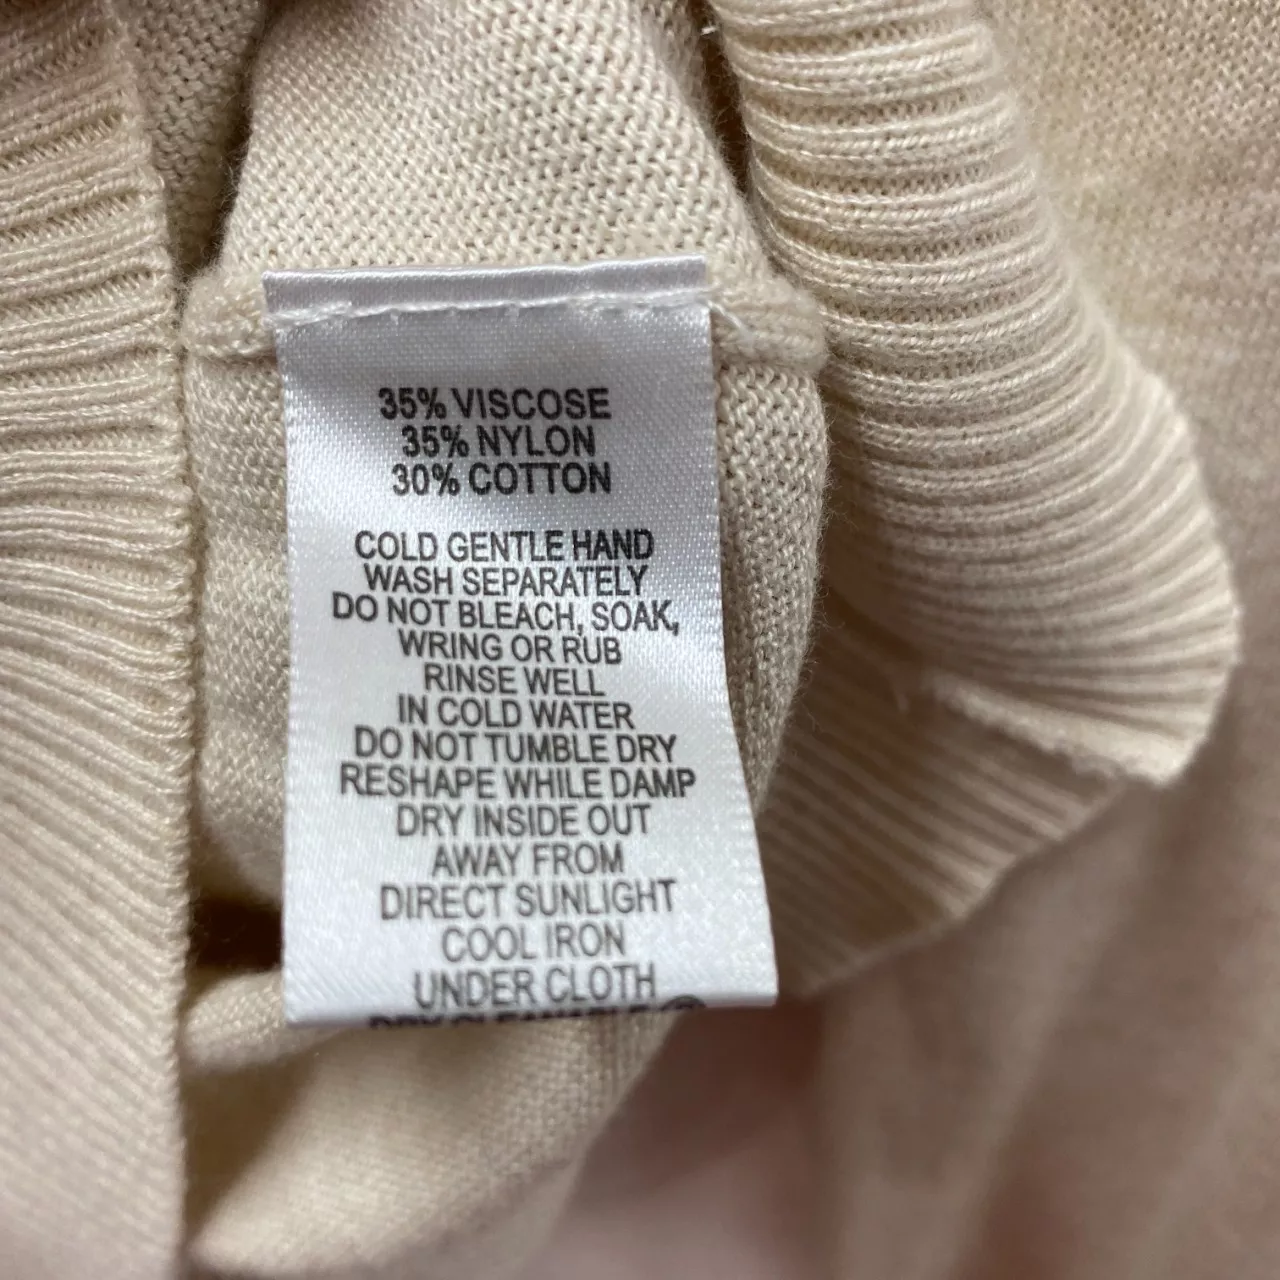 35% VISCOSE
35% NYLON
30% COTTON
COLD GENTLE HAND
WASH SEPARATELY
DO NOT BLEACH, SOAK,
WRING OR RUB
RINSE WELL
IN COLD WATER
DO NOT TUMBLE DRY
RESHAPE WHILE DAMP
DRY INSIDE OUT
AWAY FROM
DIRECT SUNLIGHT
COOL IRON
UNDER CLOTH